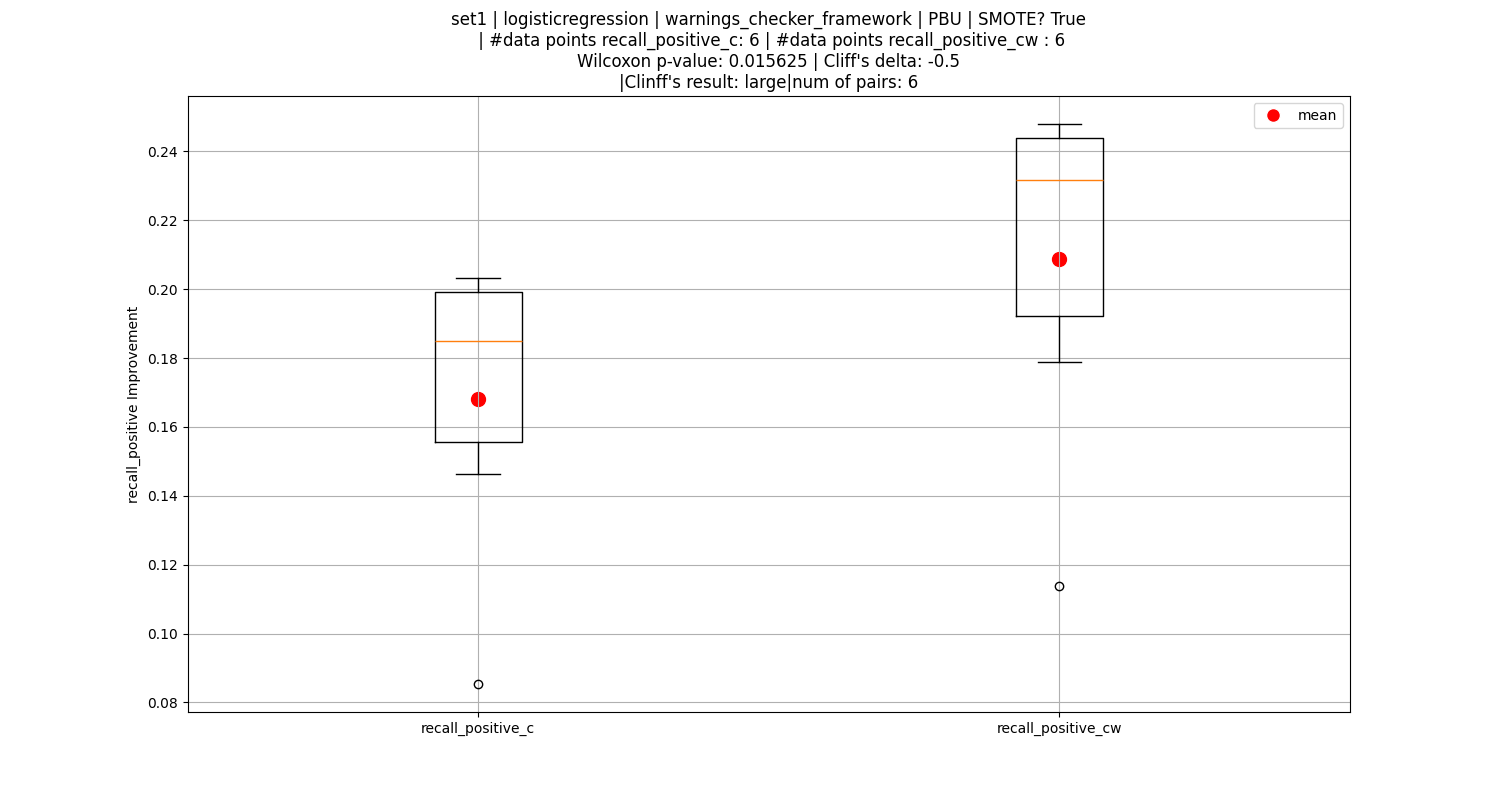 set1 | logisticregression | warnings_checker_framework | PBU | SMOTE? True
| #data points recall_positive_c: 6 | #data points recall_positive_cw : 6
Wilcoxon p-value: 0.015625 | Cliff's delta: -0.5
|Clinff's result: large|num of pairs: 6
mean
0.24
0.22
0.20
0.18
0.16
0.14
0.12
0.10
0.08
recall_positive Improvement
recall_positive_c
recall_positive_cw